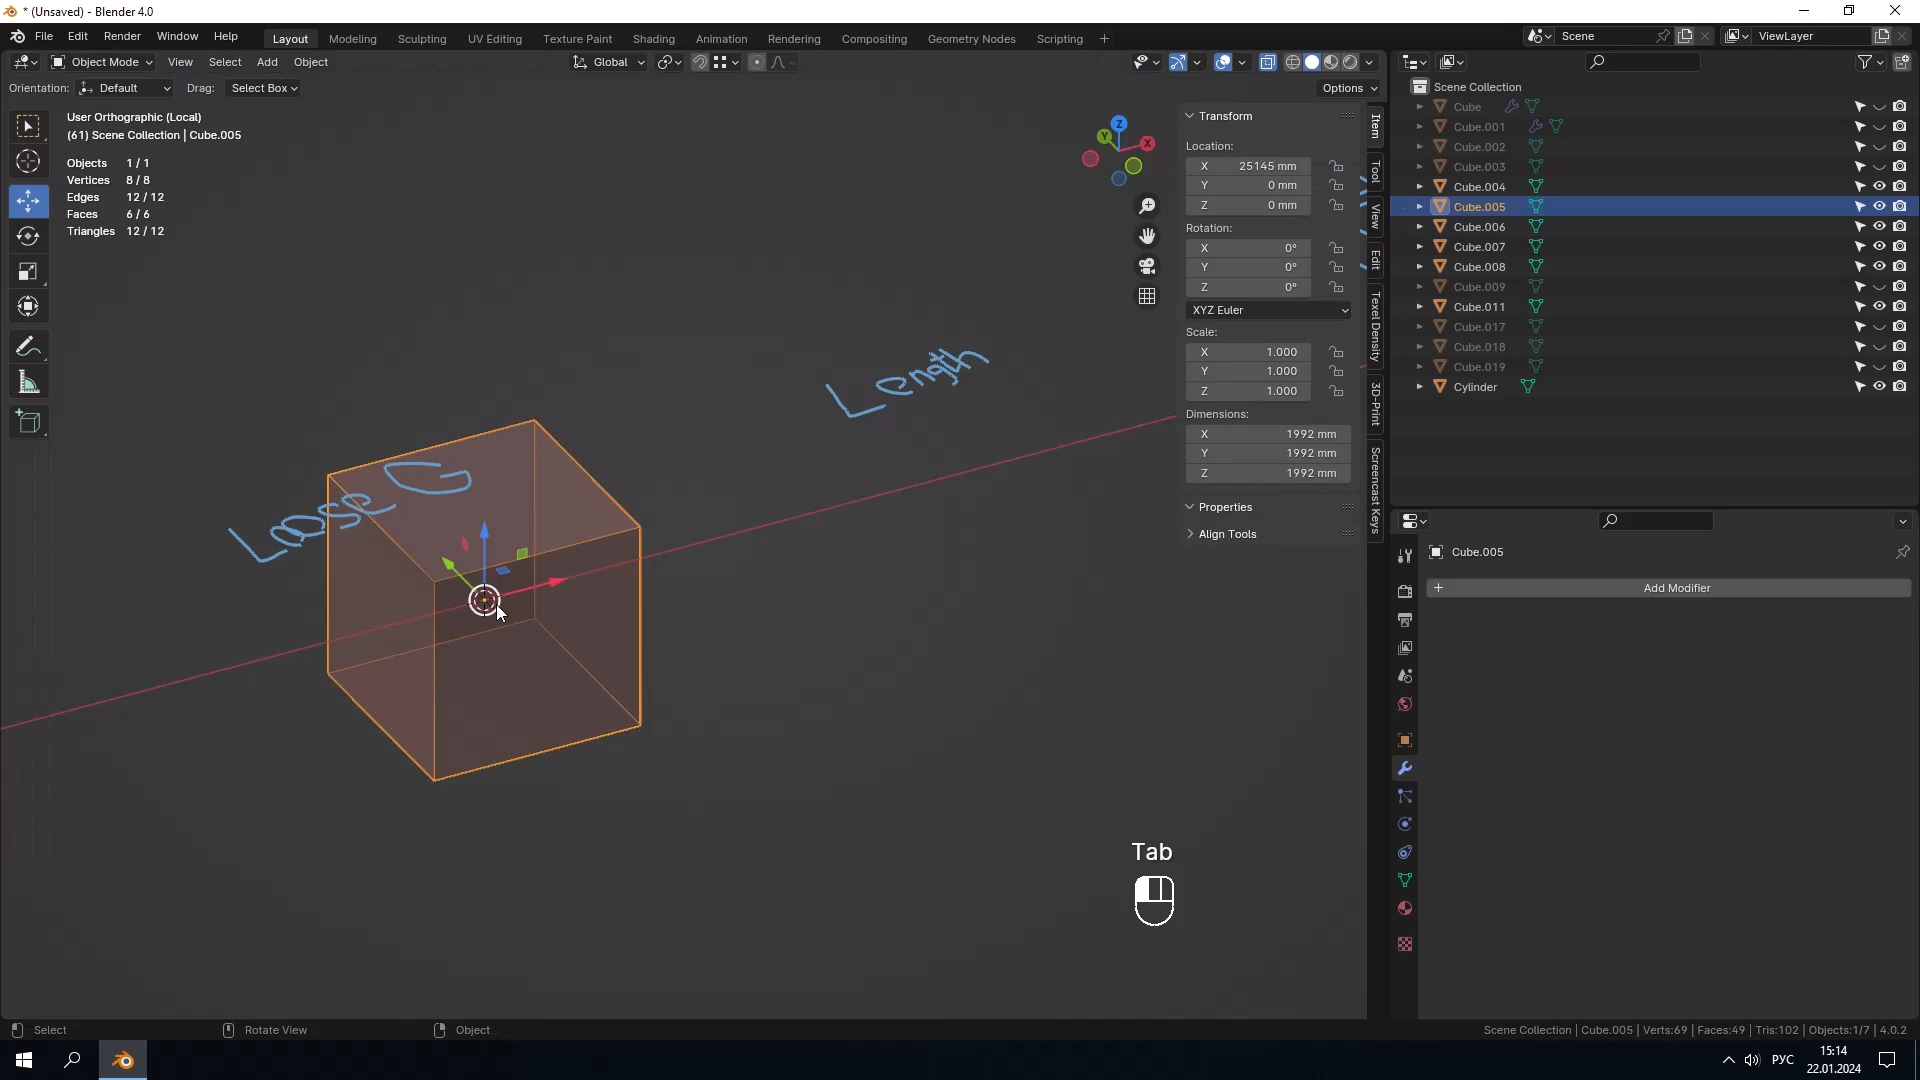 * (Unsaved) - Blender 4.0
File Edit Render Window Help Layout Modeling Sculpting UV Editing Texture Paint Shading Animation Rendering Compositing Geometry Nodes Scripting + Scene ViewLayer
Object Mode View Select Add Object Global
Orientation: Default Drag: Select Box Options
User Orthographic (Local)
(61) Scene Collection | Cube.005
Objects 1 / 1
Vertices 8 / 8
Edges 12 / 12
Faces 6 / 6
Triangles 12 / 12
Z
Y
X
Length
Loose G
Transform
Location:
X 25145 mm
Y 0 mm
Z 0 mm
Rotation:
X 0°
Y 0°
Z 0°
XYZ Euler
Scale:
X 1.000
Y 1.000
Z 1.000
Dimensions:
X 1992 mm
Y 1992 mm
Z 1992 mm
Properties
Align Tools
Item
Tool
View
Edit
Texel Density
3D-Print
Screencast Keys
Scene Collection
Cube
Cube.001
Cube.002
Cube.003
Cube.004
Cube.005
Cube.006
Cube.007
Cube.008
Cube.009
Cube.011
Cube.017
Cube.018
Cube.019
Cylinder
Cube.005
+ Add Modifier
Tab
Select Rotate View Object Scene Collection | Cube.005 | Verts:69 | Faces:49 | Tris:102 | Objects:1/7 | 4.0.2
РУС
15:14
22.01.2024